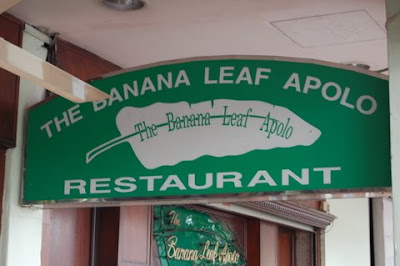 THE BANANA LEAF APOLO
The Banana Leaf Apolo
RESTAURANT
The
Banana Leaf Apolo